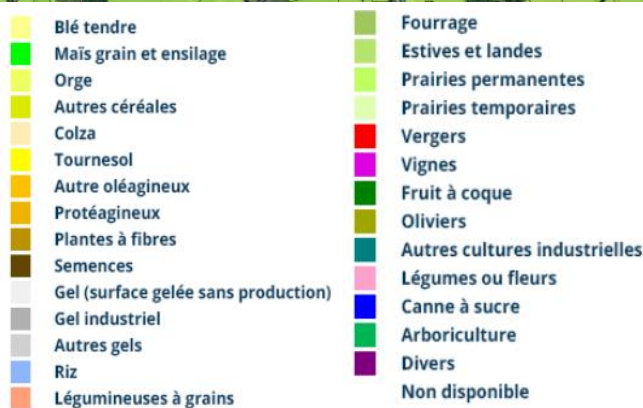 Blé tendre
Maïs grain et ensilage
Orge
Autres céréales
Colza
Tournesol
Autre oléagineux
Protéagineux
Plantes à fibres
Semences
Gel (surface gelée sans production)
Gel industriel
Autres gels
Riz
Légumineuses à grains
Fourrage
Estives et landes
Prairies permanentes
Prairies temporaires
Vergers
Vignes
Fruit à coque
Oliviers
Autres cultures industrielles
Légumes ou fleurs
Canne à sucre
Arboriculture
Divers
Non disponible